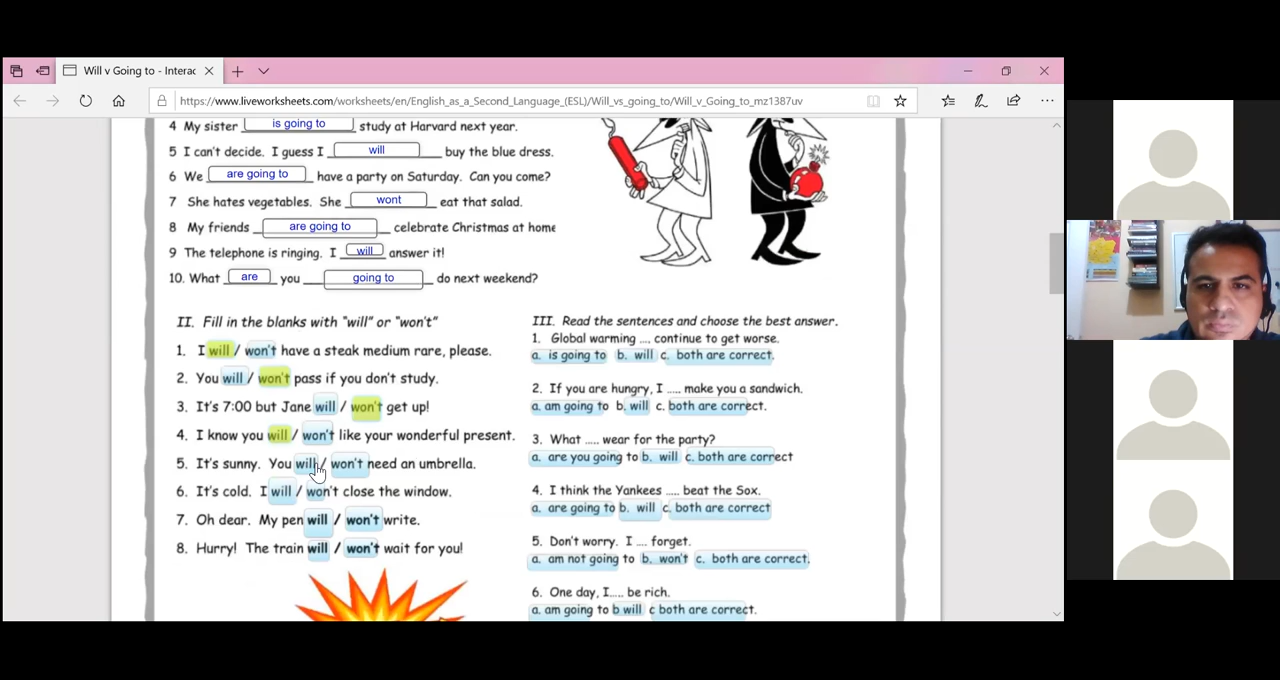 Will v Going to - Interac
https://www.liveworksheets.com/worksheets/en/English_as_a_Second_Language_(ESL)/Will_vs_going_to/Will_v_Going_to_mz1387uv
4 My sister is going to study at Harvard next year.
5 I can't decide. I guess I will buy the blue dress.
6 We are going to have a party on Saturday. Can you come?
7 She hates vegetables. She wont eat that salad.
8 My friends are going to celebrate Christmas at home
9 The telephone is ringing. I will answer it!
10. What are you going to do next weekend?
II. Fill in the blanks with "will" or "won't"
1. I will / won't have a steak medium rare, please.
2. You will / won't pass if you don't study.
3. It's 7:00 but Jane will / won't get up!
4. I know you will / won't like your wonderful present.
5. It's sunny. You will / won't need an umbrella.
6. It's cold. I will / won't close the window.
7. Oh dear. My pen will / won't write.
8. Hurry! The train will / won't wait for you!
III. Read the sentences and choose the best answer.
1. Global warming .... continue to get worse.
a. is going to b. will c. both are correct.
2. If you are hungry, I ..... make you a sandwich.
a. am going to b. will c. both are correct.
3. What ..... wear for the party?
a. are you going to b. will c. both are correct
4. I think the Yankees ..... beat the Sox.
a. are going to b. will c. both are correct
5. Don't worry. I .... forget.
a. am not going to b. won't c. both are correct.
6. One day, I..... be rich.
a. am going to b will c both are correct.